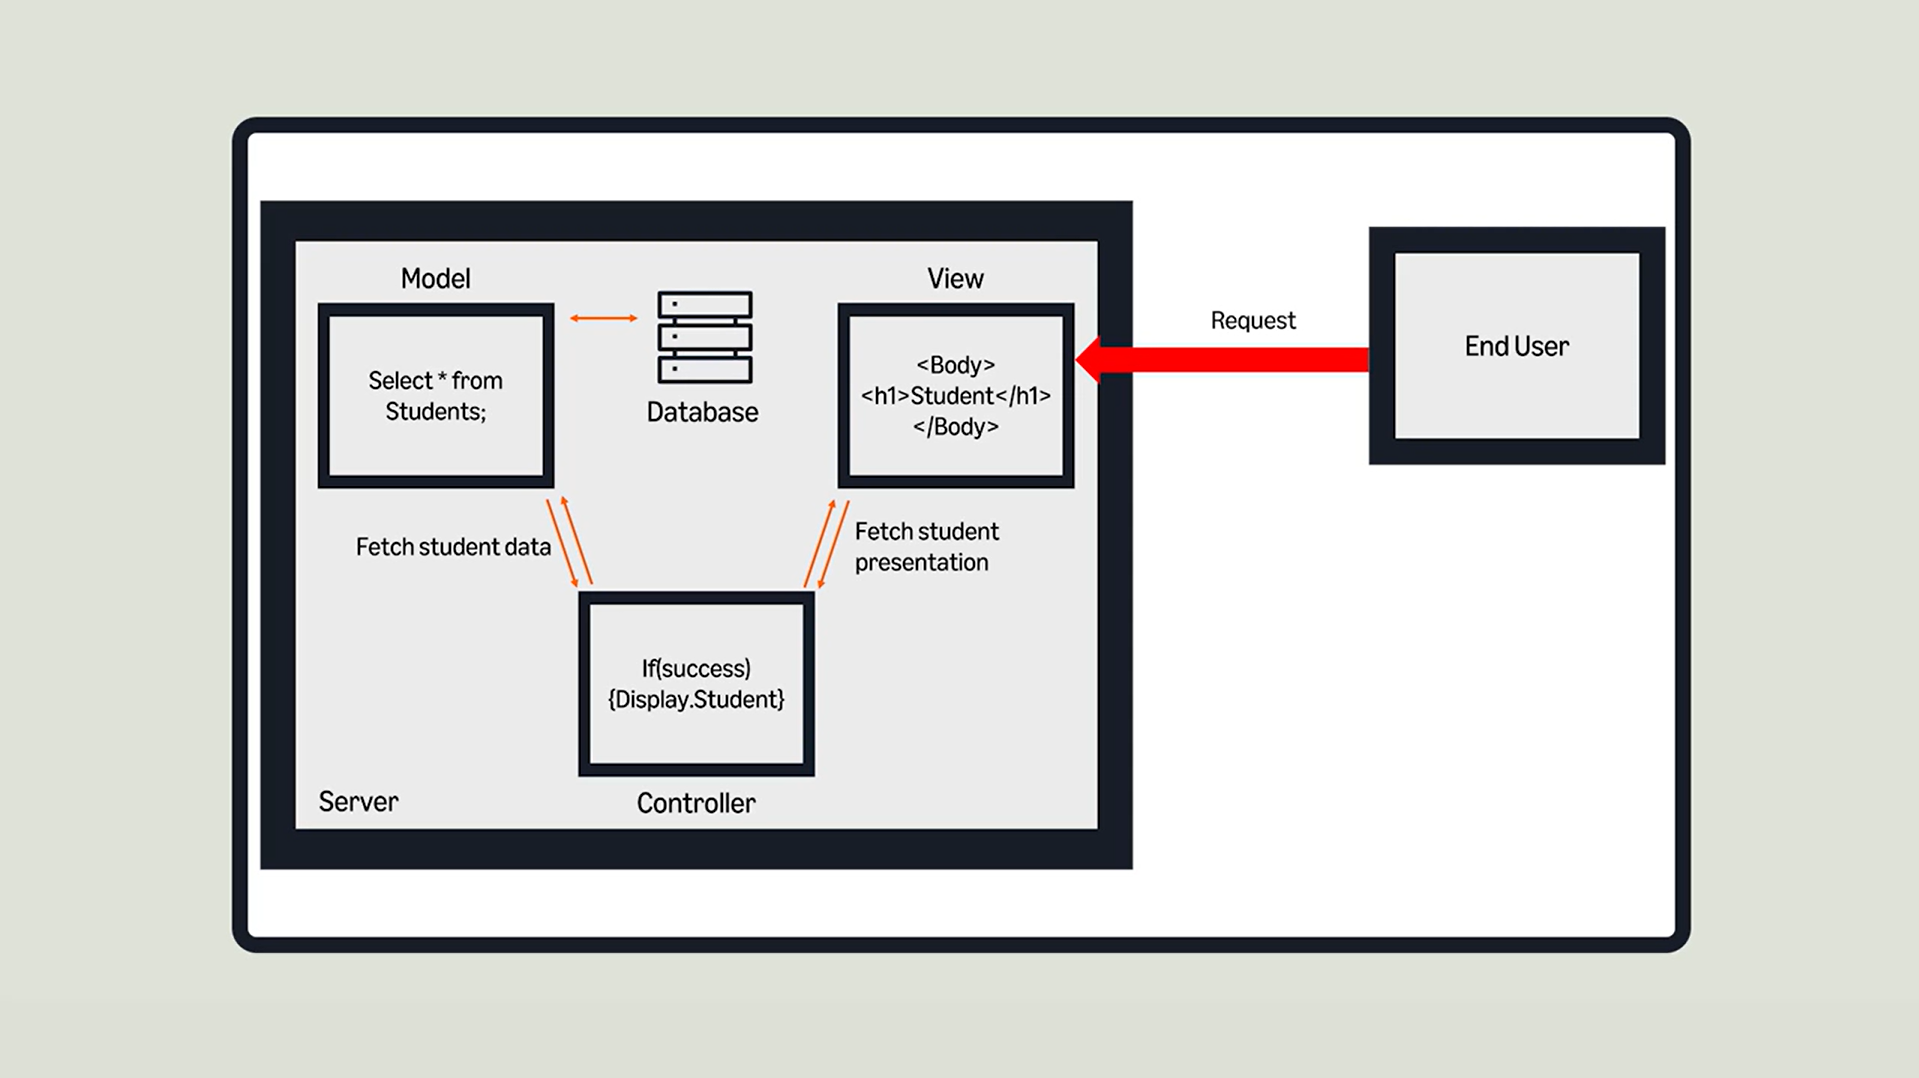 Model
View
Select * from
Students;
Database
<Body>
<h1>Student</h1>
</Body>
Request
End User
Fetch student data
Fetch student
presentation
If(success)
{Display.Student}
Server
Controller